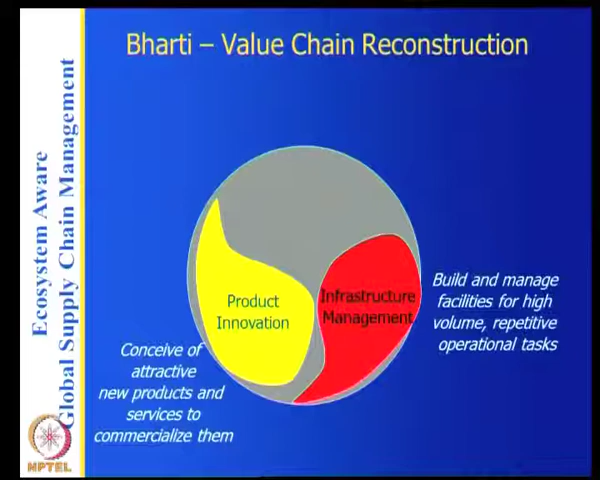 Bharti – Value Chain Reconstruction
Ecosystem Aware
Global Supply Chain Management
Product
Innovation
Infrastructure
Management
Build and manage
facilities for high
volume, repetitive
operational tasks
Conceive of
attractive
new products and
services to
commercialize them
NPTEL